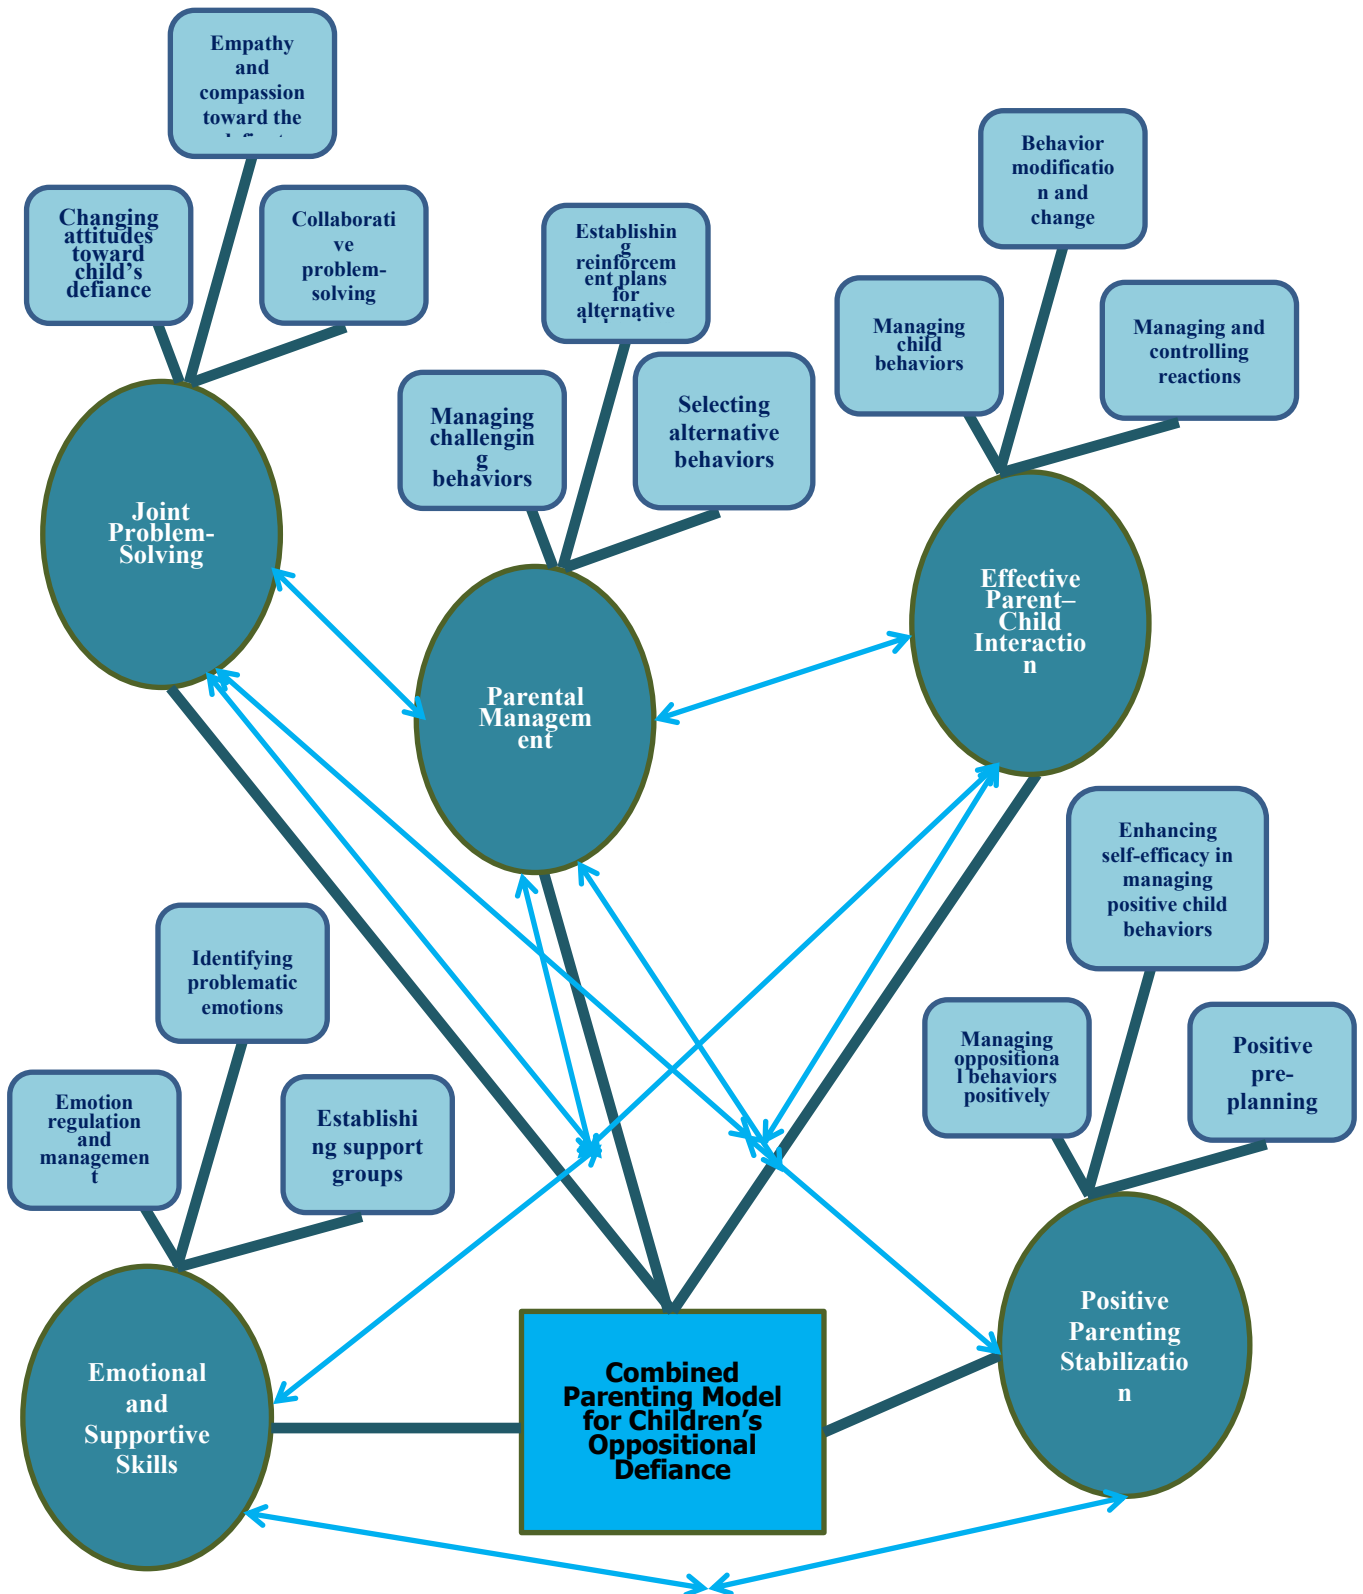 Empathy
and
compassion
toward the
Changing
attitudes
toward
child’s
defiance
Collaborati
ve
problem-
solving
Establishin
g
reinforcem
ent plans
for
alternative
Behavior
modificatio
n and
change
Managing
child
behaviors
Managing and
controlling
reactions
Managing
challengin
g
behaviors
Selecting
alternative
behaviors
Joint
Problem-
Solving
Parental
Managem
ent
Effective
Parent–
Child
Interactio
n
Enhancing
self-efficacy in
managing
positive child
behaviors
Identifying
problematic
emotions
Managing
oppositiona
l behaviors
positively
Positive
pre-
planning
Emotion
regulation
and
managemen
t
Establishi
ng support
groups
Emotional
and
Supportive
Skills
Combined
Parenting Model
for Children’s
Oppositional
Defiance
Positive
Parenting
Stabilizatio
n